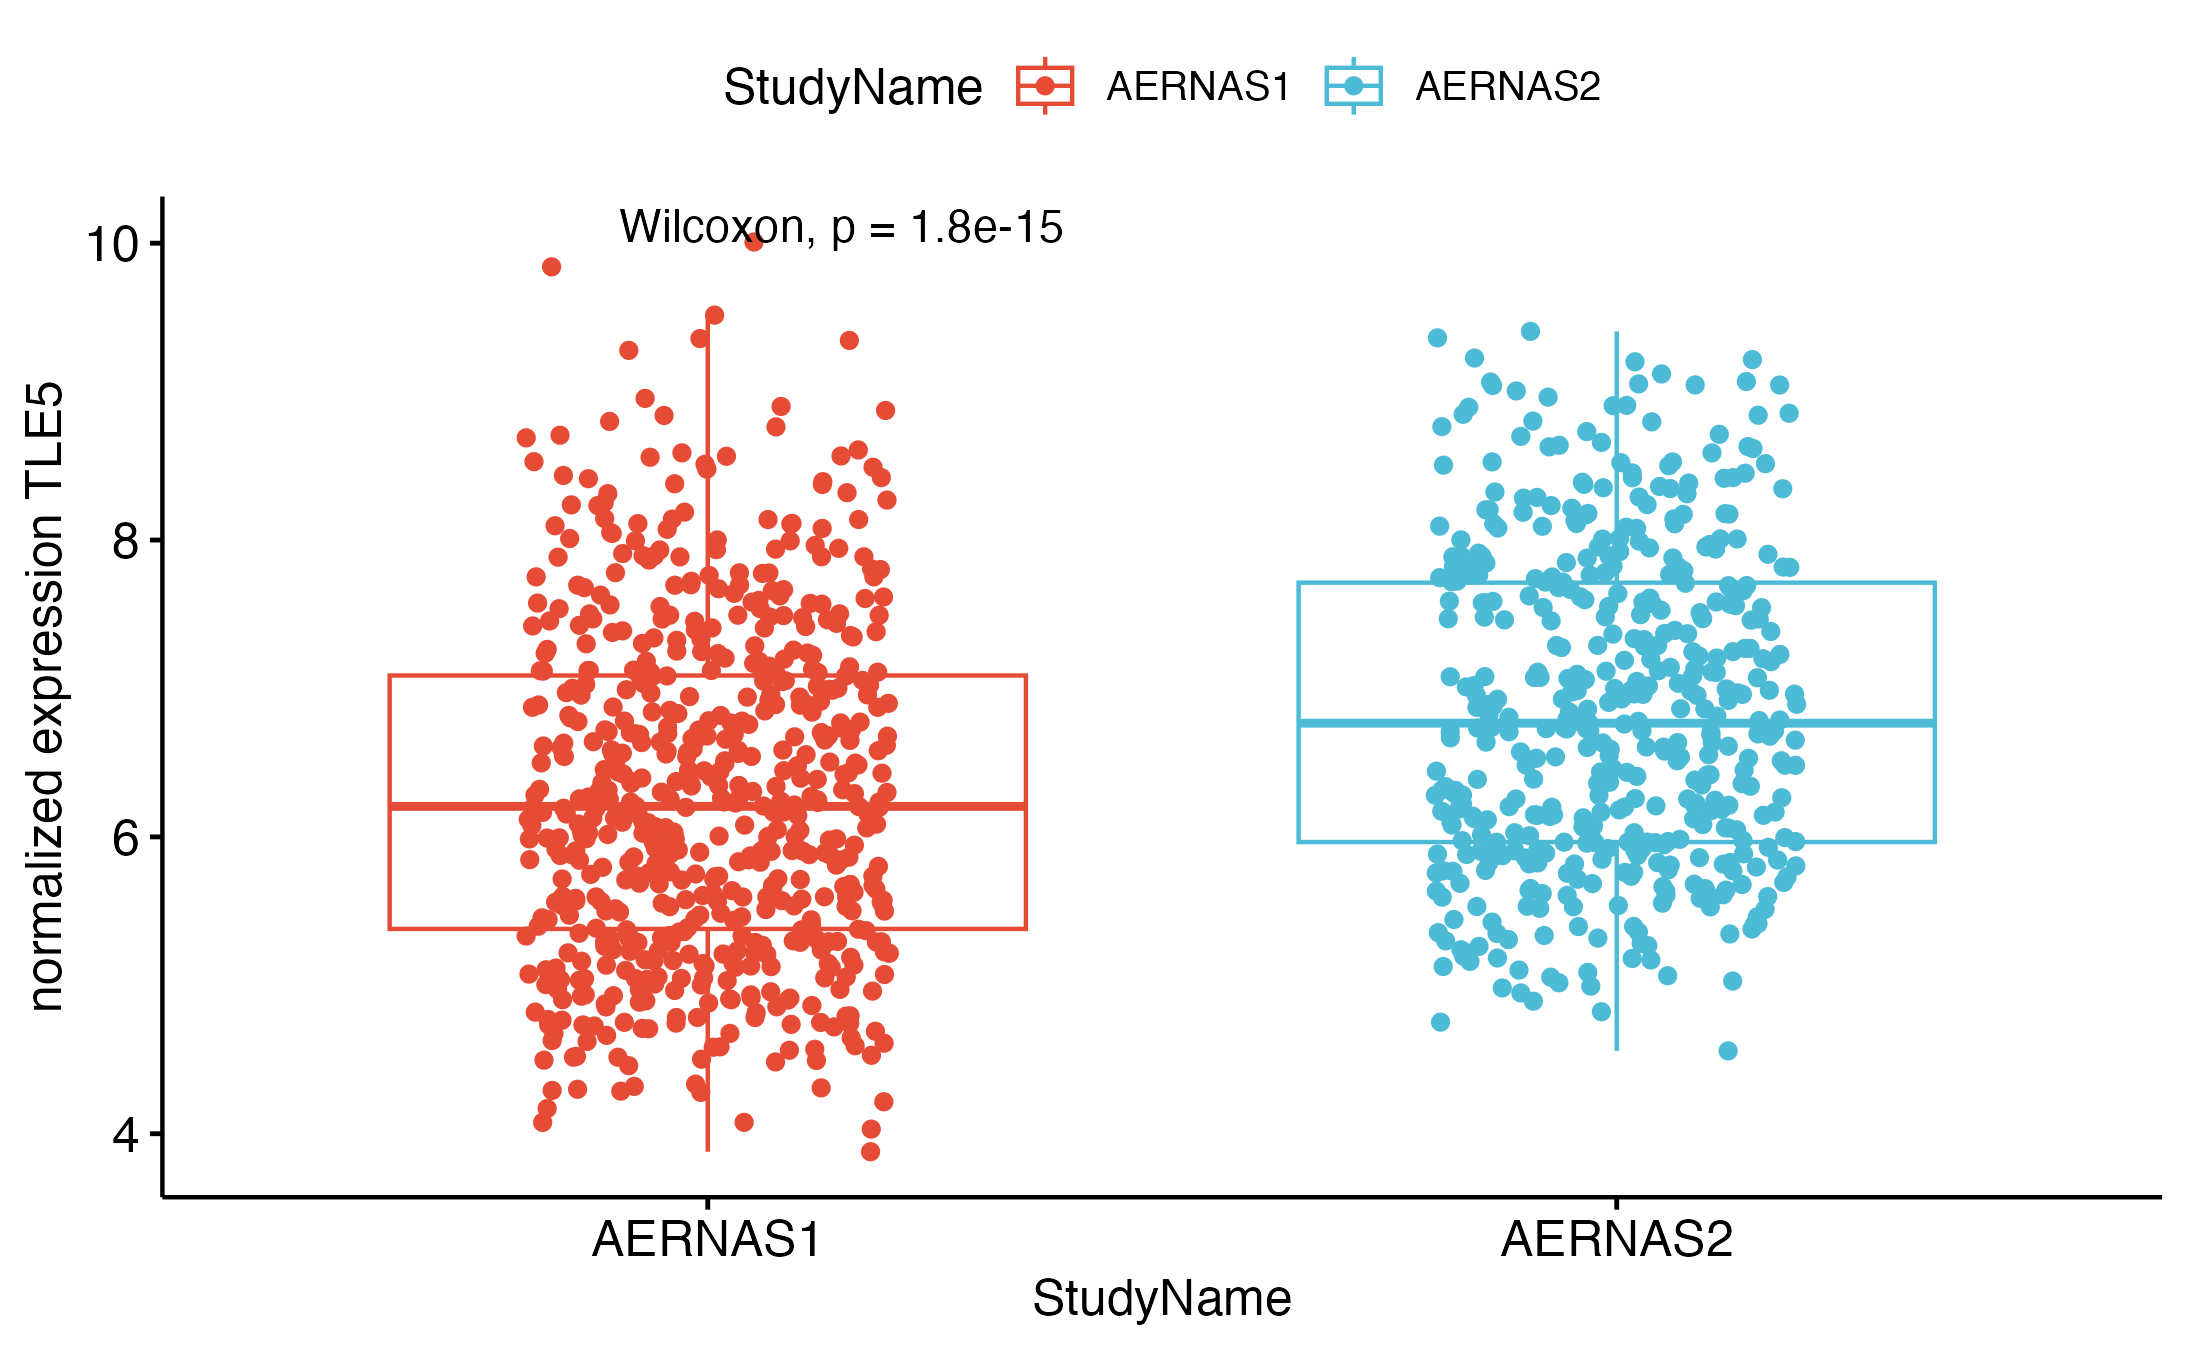 StudyName AERNAS1 AERNAS2
Wilcoxon, p = 1.8e-15
normalized expression TLE5
10
8
6
4
AERNAS1 AERNAS2
StudyName